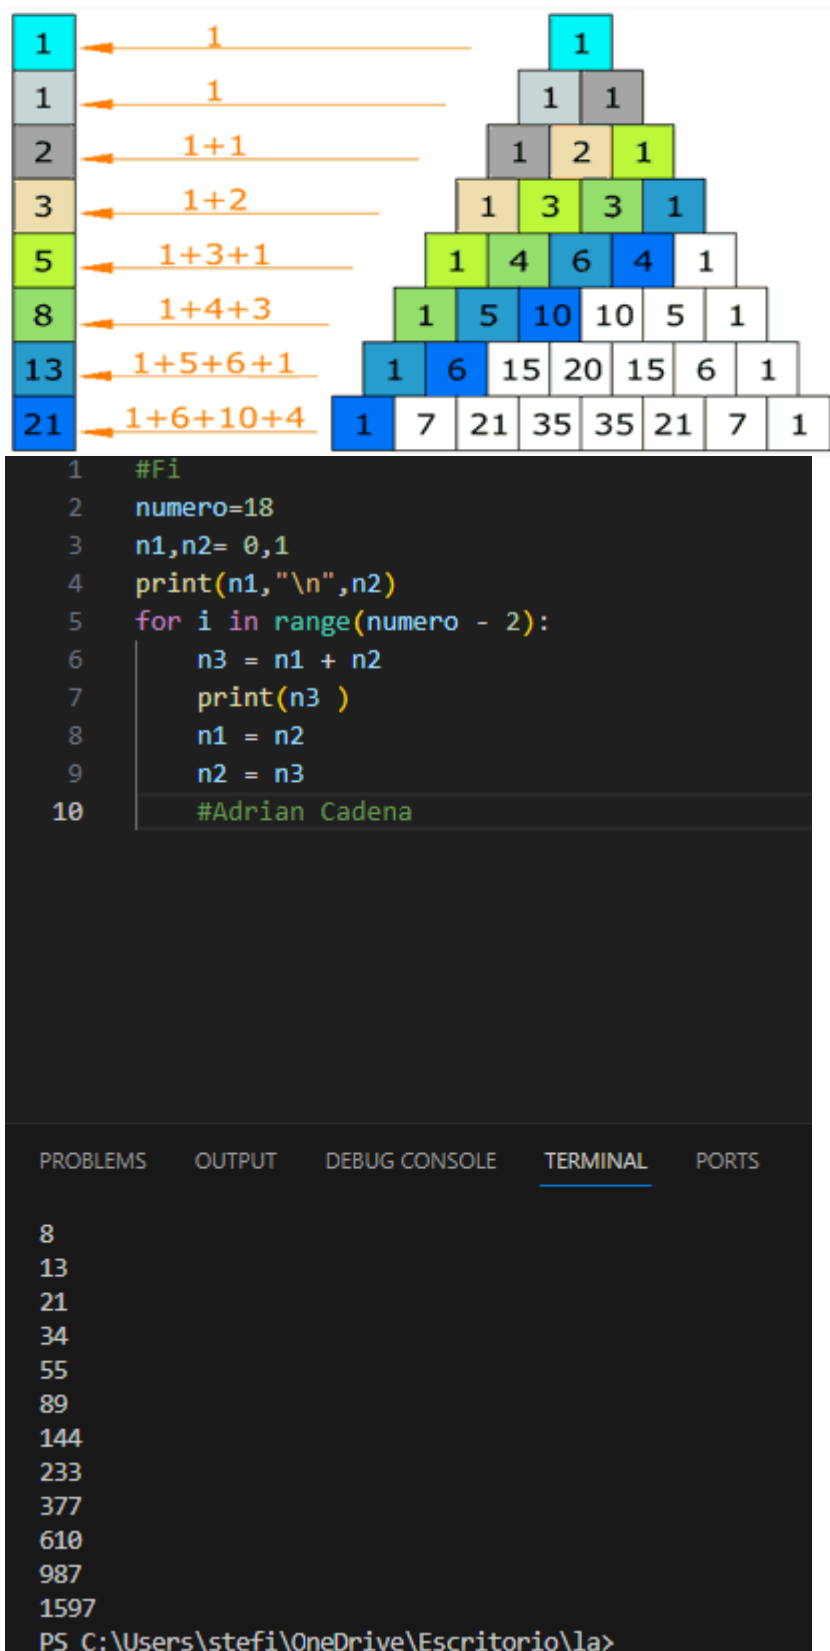 1 1 1
1 1 1 1
2 1+1 1 2 1
3 1+2 1 3 3 1
5 1+3+1 1 4 6 4 1
8 1+4+3 1 5 10 10 5 1
13 1+5+6+1 1 6 15 20 15 6 1
21 1+6+10+4 1 7 21 35 35 21 7 1
1 #Fi
2 numero=18
3 n1,n2= 0,1
4 print(n1,"\n",n2)
5 for i in range(numero - 2):
6 n3 = n1 + n2
7 print(n3 )
8 n1 = n2
9 n2 = n3
10 #Adrian Cadena
PROBLEMS OUTPUT DEBUG CONSOLE TERMINAL PORTS
8
13
21
34
55
89
144
233
377
610
987
1597
PS C:\Users\stefi\OneDrive\Escritorio\la>